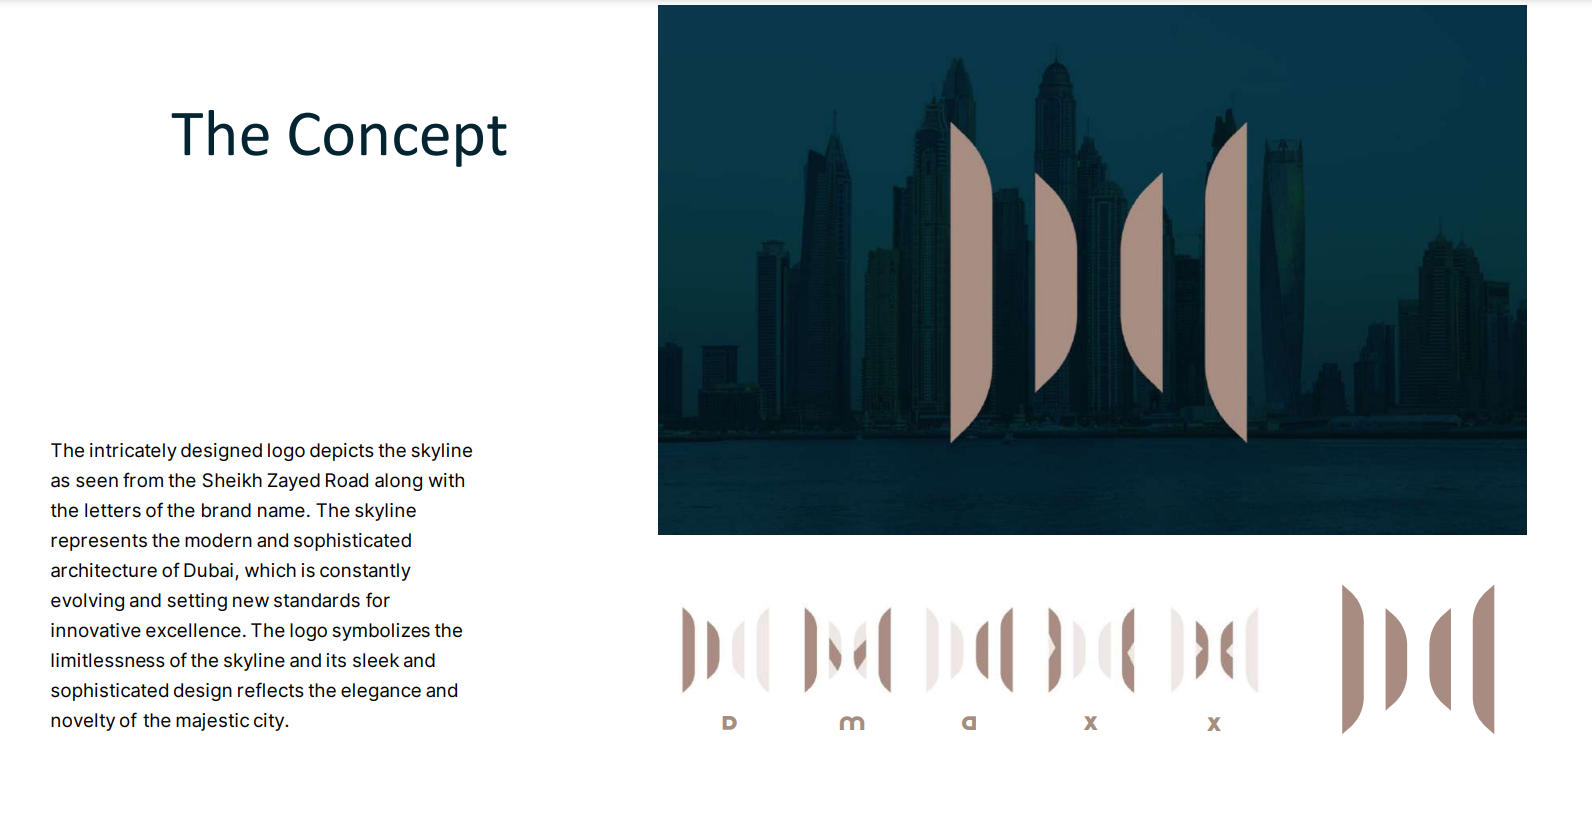 The Concept
The intricately designed logo depicts the skyline
as seen from the Sheikh Zayed Road along with
the letters of the brand name. The skyline
represents the modern and sophisticated
architecture of Dubai, which is constantly
evolving and setting new standards for
innovative excellence. The logo symbolizes the
limitlessness of the skyline and its sleek and
sophisticated design reflects the elegance and
novelty of the majestic city.
D m a x x